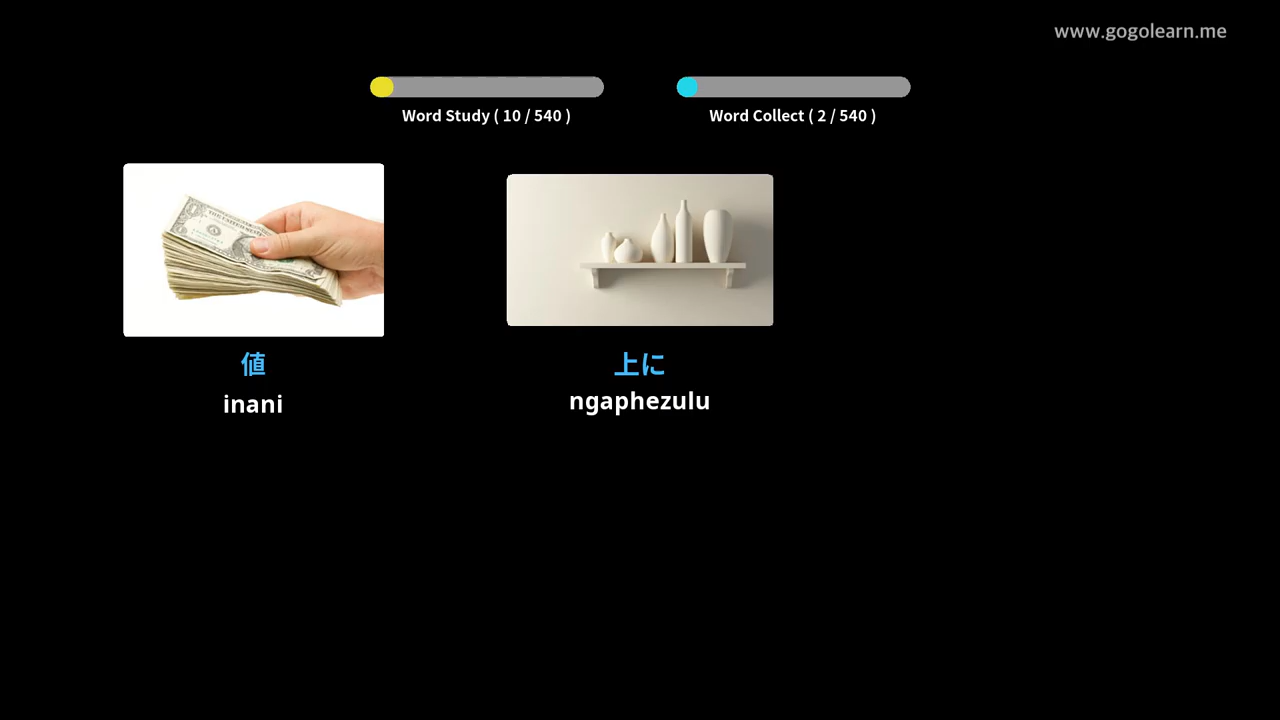 www.gogolearn.me
Word Study ( 10 / 540 )
Word Collect ( 2 / 540 )
値
inani
上に
ngaphezulu